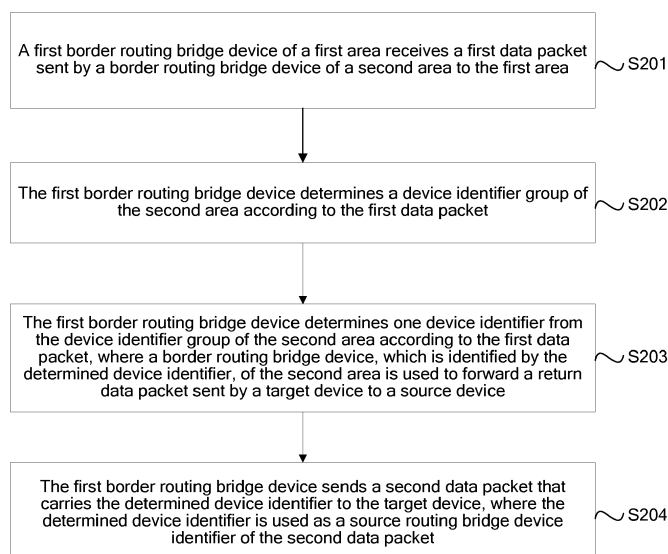 A first border routing bridge device of a first area receives a first data packet
sent by a border routing bridge device of a second area to the first area
S201
The first border routing bridge device determines a device identifier group of
the second area according to the first data packet
S202
The first border routing bridge device determines one device identifier from
the device identifier group of the second area according to the first data
packet, where a border routing bridge device, which is identified by the
determined device identifier, of the second area is used to forward a return
data packet sent by a target device to a source device
S203
The first border routing bridge device sends a second data packet that
carries the determined device identifier to the target device, where the
determined device identifier is used as a source routing bridge device
identifier of the second data packet
S204